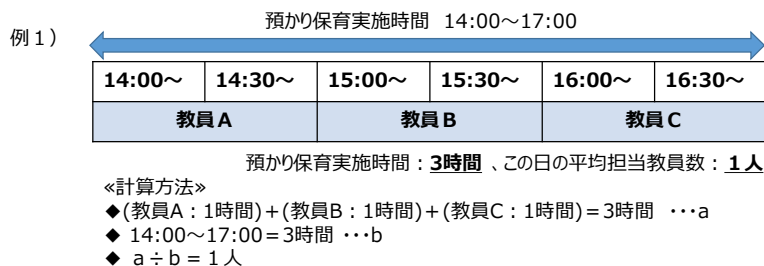 預かり保育実施時間 14:00～17:00
例１）
14:00～ 14:30～ 15:00～ 15:30～ 16:00～ 16:30～
教員Ａ 教員Ｂ 教員Ｃ
預かり保育実施時間：3時間 、この日の平均担当教員数：１人
≪計算方法≫
◆(教員A：1時間)＋(教員B：1時間)＋(教員C：1時間)＝3時間 ・・・a
◆ 14:00～17:00＝3時間 ・・・b
◆ a÷b = 1人